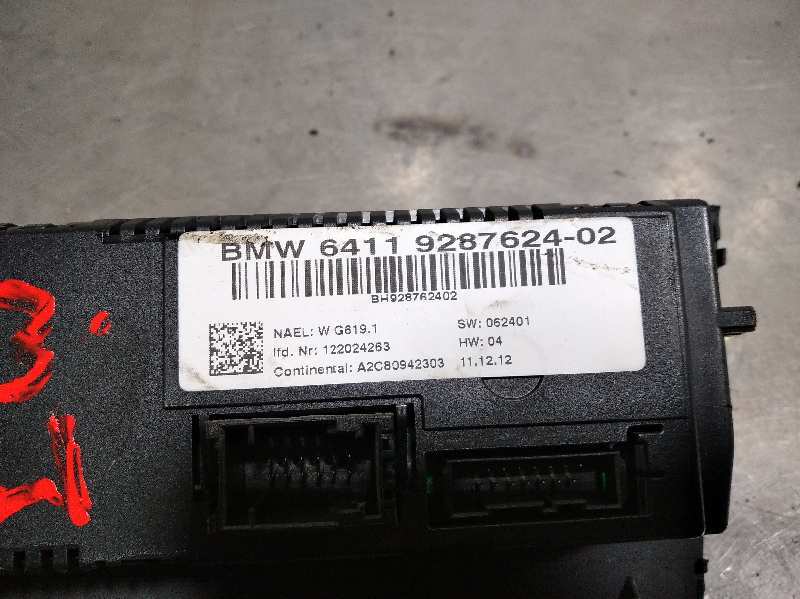 BMW 6411 9287624-02
BH928762402
NAEL: W G619.1 SW: 062401
lfd. Nr: 122024263 HW: 04
Continental: A2C80942303 11.12.12
3.